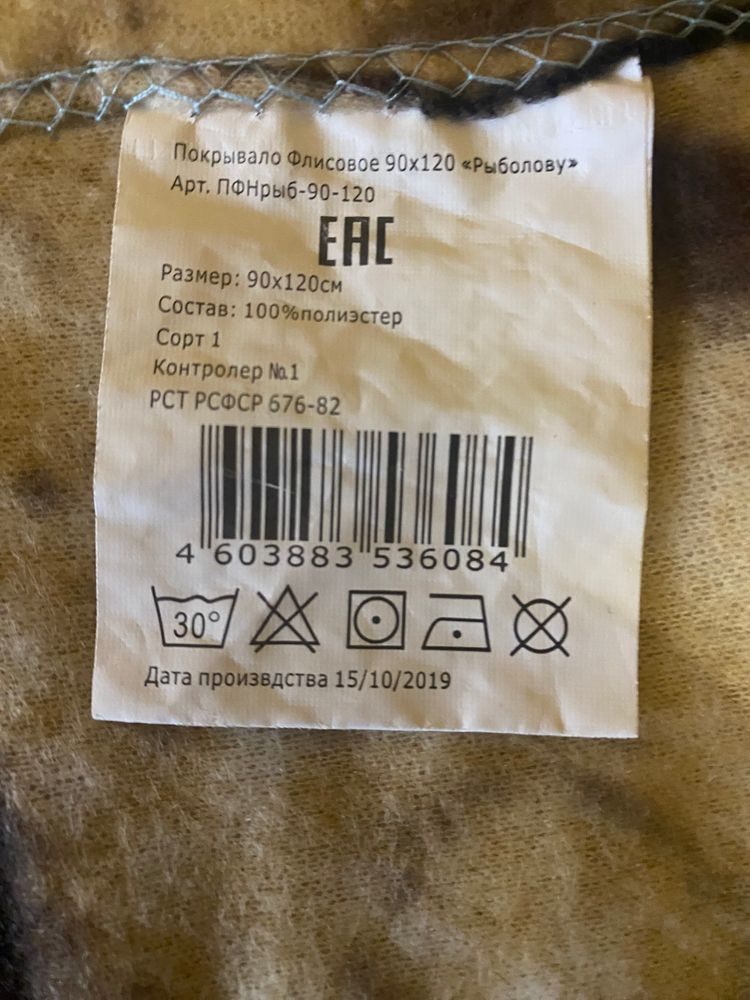 Покрывало Флисовое 90х120 «Рыболову»
Арт. ПФНрыб-90-120
ЕАС
Размер: 90х120см
Состав: 100%полиэстер
Сорт 1
Контролер №1
РСТ РСФСР 676-82
4 603883 536084
30°
Дата произвдства 15/10/2019